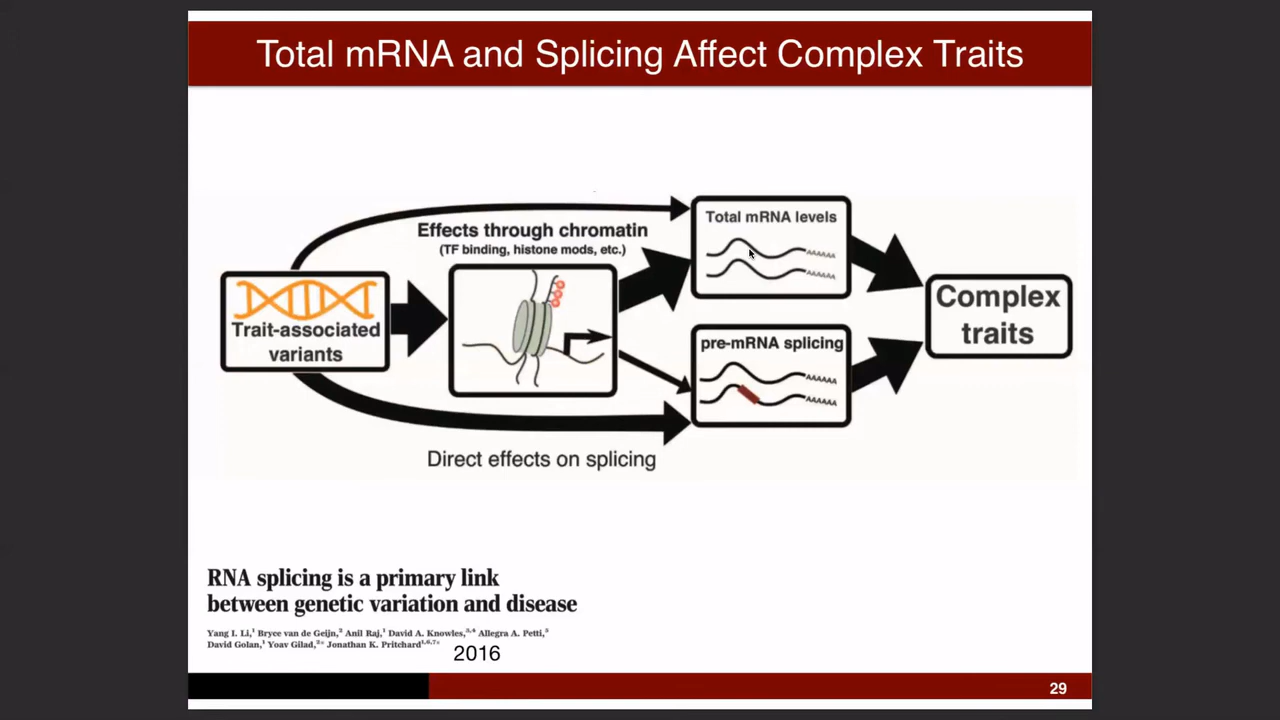 Total mRNA and Splicing Affect Complex Traits
Effects through chromatin
(TF binding, histone mods, etc.)
Total mRNA levels
AAAAAA
AAAAAA
Trait-associated
variants
Complex
traits
pre-mRNA splicing
AAAAAA
AAAAAA
Direct effects on splicing
RNA splicing is a primary link
between genetic variation and disease
Yang I. Li,¹ Bryce van de Geijn,² Anil Raj,¹ David A. Knowles,³,⁴ Allegra A. Petti,⁵
David Golan,¹ Yoav Gilad,²* Jonathan K. Pritchard¹,⁶,⁷*
2016
29